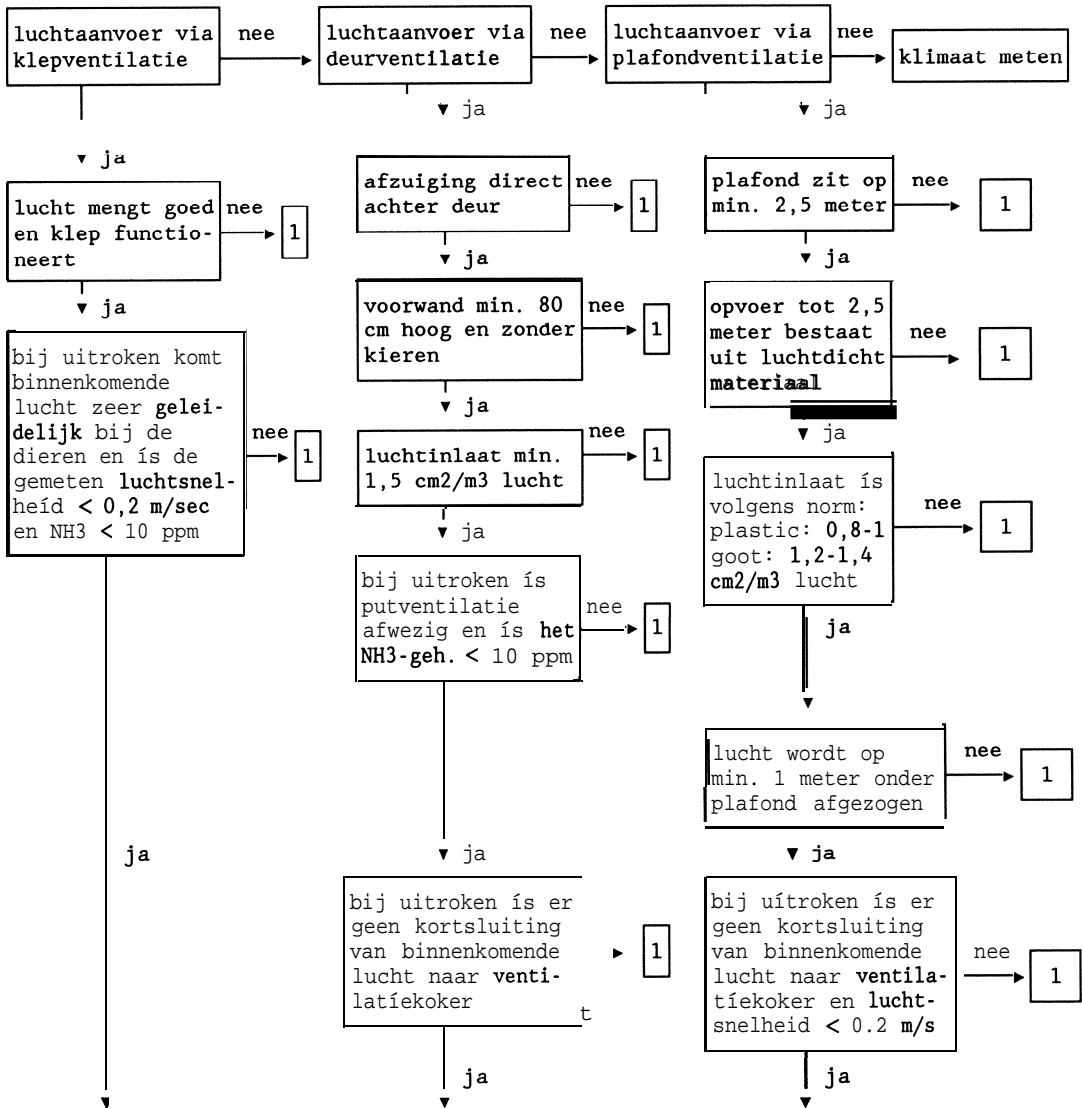 luchtaanvoer via
klepventilatie
nee
luchtaanvoer via
deurventilatie
nee
luchtaanvoer via
plafondventilatie
nee
klimaat meten
ja
ja
ja
lucht mengt goed
en klep functio-
neert
nee
1
ja
bij uitroken komt
binnenkomende
lucht zeer gelei-
delijk bij de
dieren en ís de
gemeten luchtsnel-
heíd < 0,2 m/sec
en NH3 < 10 ppm
nee
1
ja
afzuiging direct
achter deur
nee
1
ja
voorwand min. 80
cm hoog en zonder
kieren
nee
1
ja
luchtinlaat min.
1,5 cm2/m3 lucht
nee
1
ja
bij uitroken ís
putventilatie
afwezig en ís het
NH3-geh. < 10 ppm
nee
1
ja
bij uitroken ís er
geen kortsluiting
van binnenkomende
lucht naar venti-
latíekoker
1
t
ja
plafond zit op
min. 2,5 meter
nee
1
ja
opvoer tot 2,5
meter bestaat
uit luchtdicht
materiaal
nee
1
ja
luchtinlaat ís
volgens norm:
plastic: 0,8-1
goot: 1,2-1,4
cm2/m3 lucht
nee
1
ja
lucht wordt op
min. 1 meter onder
plafond afgezogen
nee
1
ja
bij uítroken ís er
geen kortsluiting
van binnenkomende
lucht naar ventila-
tíekoker en lucht-
snelheid < 0.2 m/s
nee
1
ja